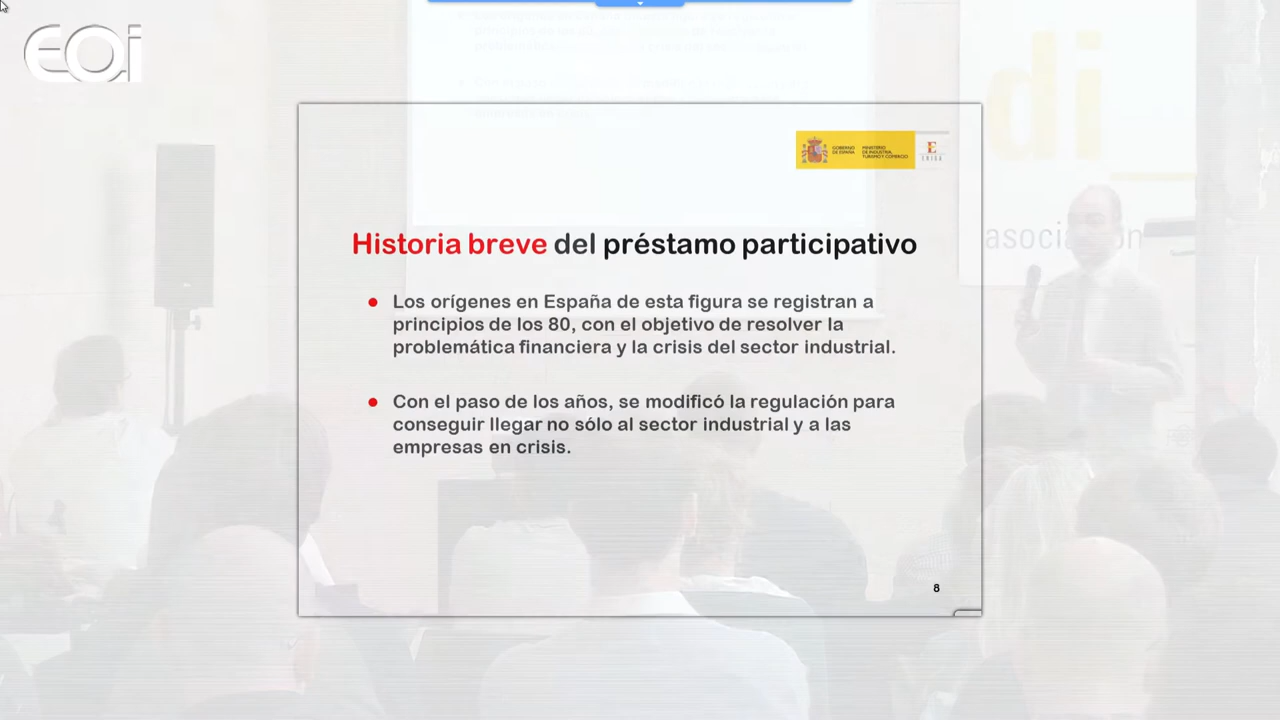 EOi
GOBIERNO
DE ESPAÑA
MINISTERIO
DE INDUSTRIA,
TURISMO Y COMERCIO
E
ENISA
di
asociación
Historia breve del préstamo participativo
Los orígenes en España de esta figura se registran a
principios de los 80, con el objetivo de resolver la
problemática financiera y la crisis del sector industrial.
Con el paso de los años, se modificó la regulación para
conseguir llegar no sólo al sector industrial y a las
empresas en crisis.
8